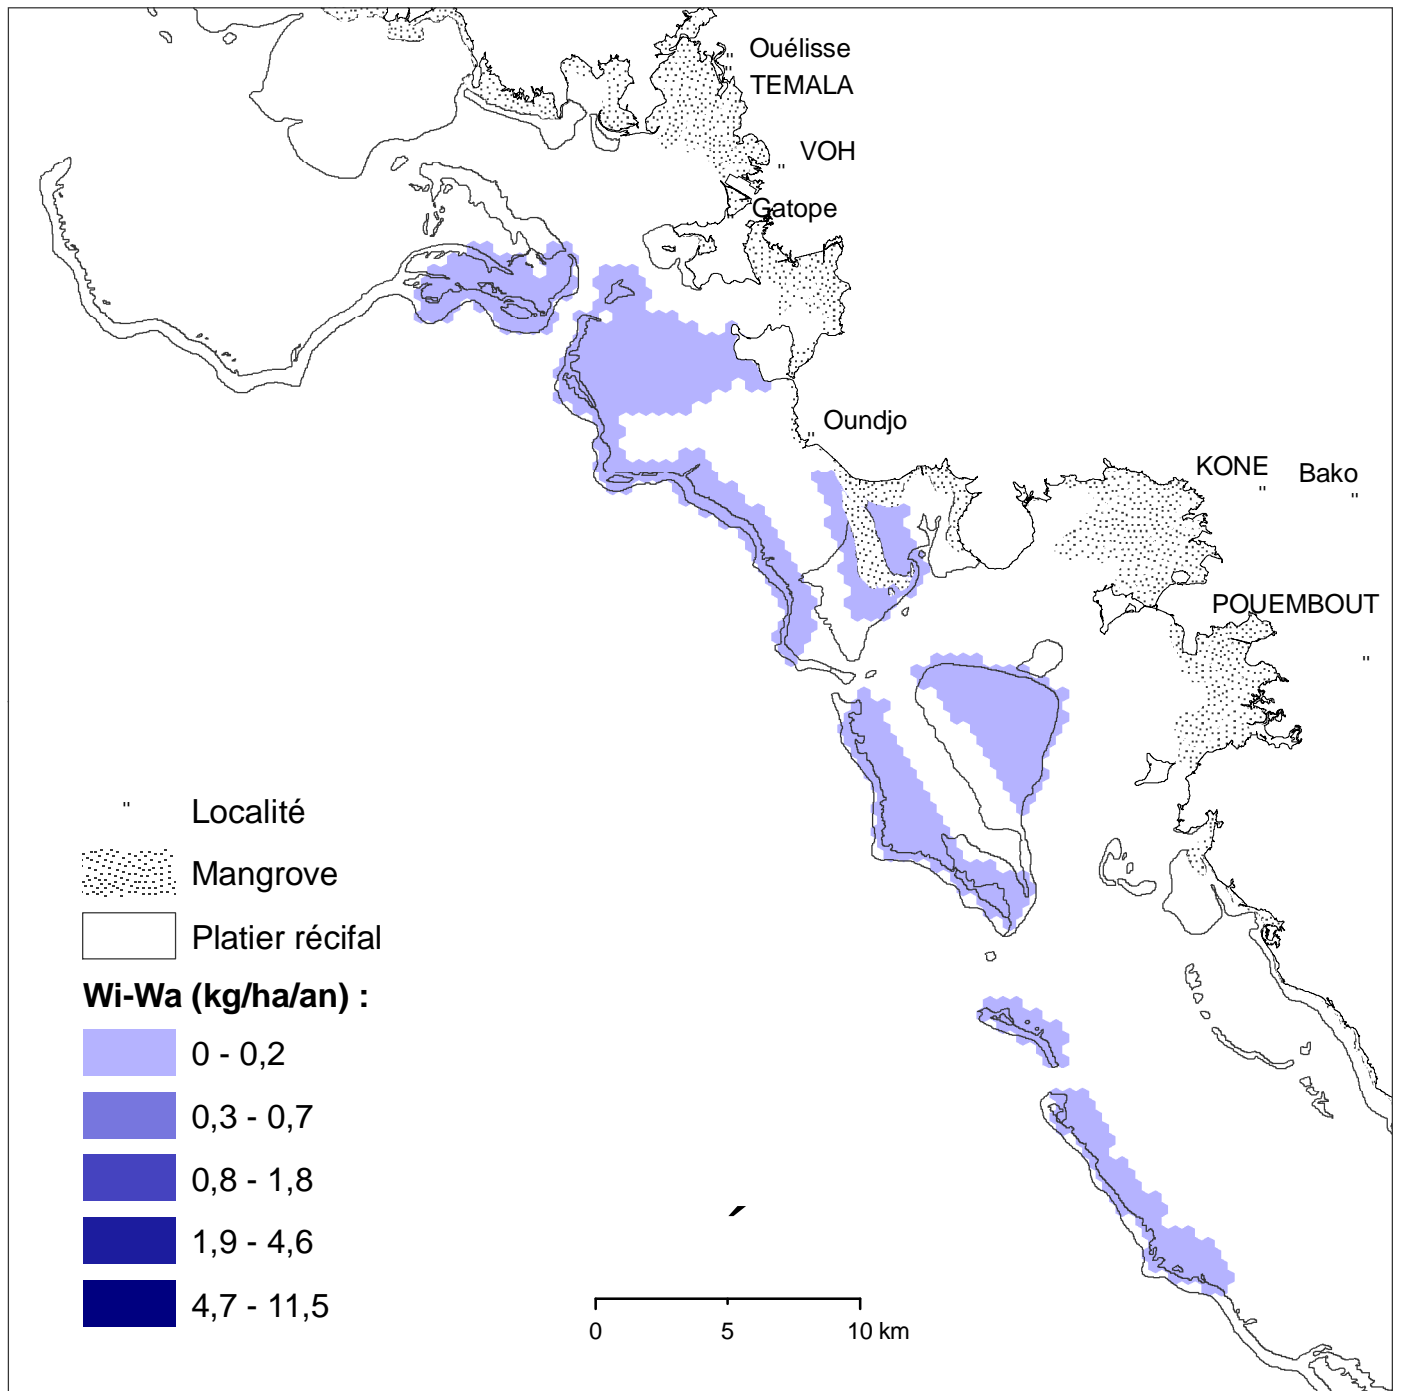 Ouélisse
TEMALA
VOH
Gatope
Oundjo
KONE
Bako
POUEMBOUT
" Localité
Mangrove
Platier récifal
Wi-Wa (kg/ha/an) :
0 - 0,2
0,3 - 0,7
0,8 - 1,8
1,9 - 4,6
4,7 - 11,5
0 5 10 km